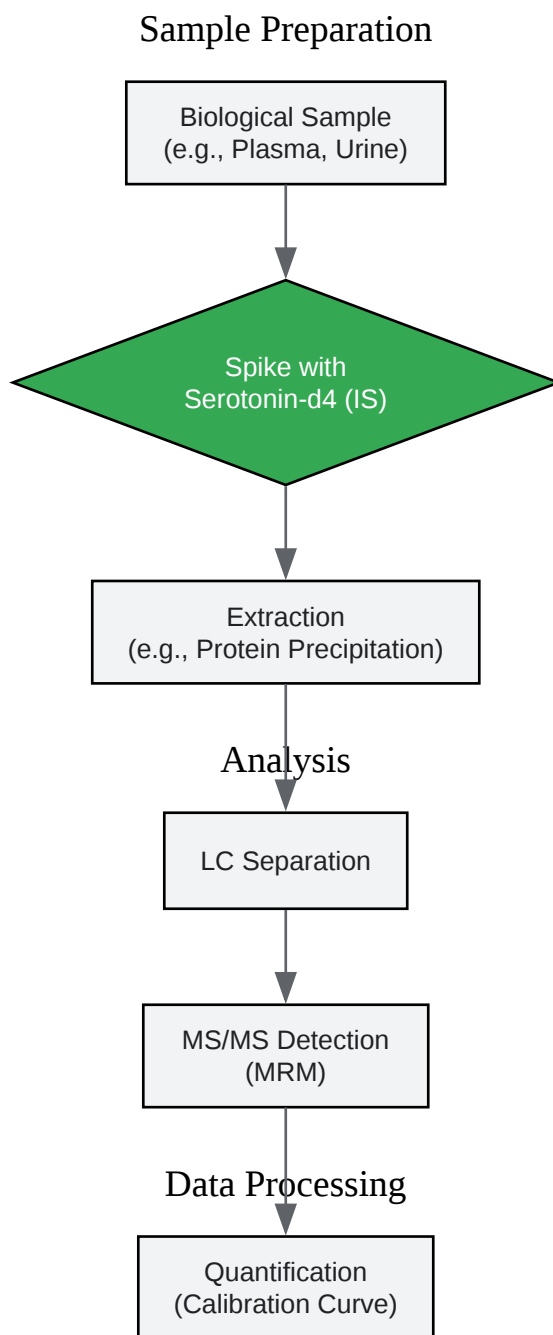 Sample Preparation
Biological Sample
(e.g., Plasma, Urine)
Spike with
Serotonin-d4 (IS)
Extraction
(e.g., Protein Precipitation)
Analysis
LC Separation
MS/MS Detection
(MRM)
Data Processing
Quantification
(Calibration Curve)